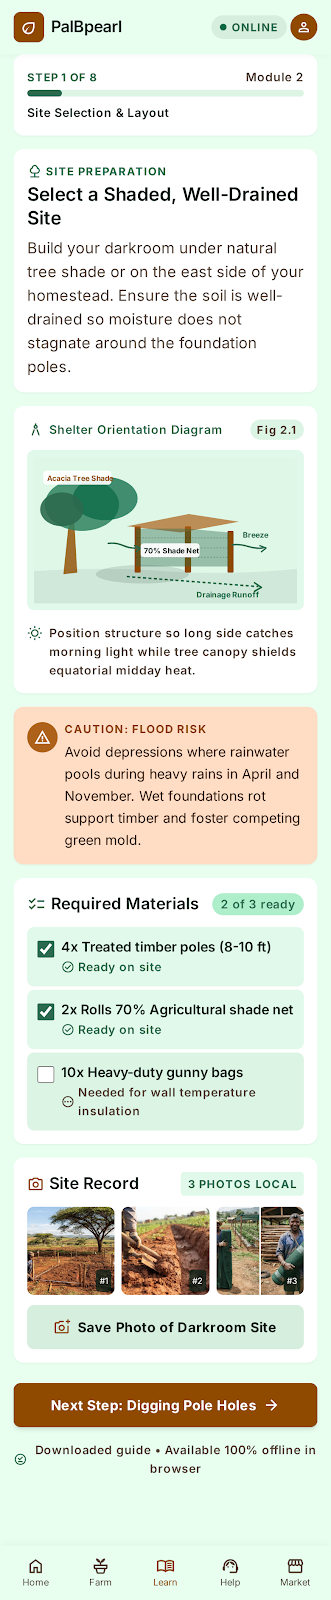 PalBpearl
ONLINE
STEP 1 OF 8
Module 2
Site Selection & Layout
SITE PREPARATION
Select a Shaded, Well-Drained
Site
Build your darkroom under natural
tree shade or on the east side of your
homestead. Ensure the soil is well-
drained so moisture does not
stagnate around the foundation
poles.
Shelter Orientation Diagram
Fig 2.1
Acacia Tree Shade
Breeze
70% Shade Net
Drainage Runoff
Position structure so long side catches
morning light while tree canopy shields
equatorial midday heat.
CAUTION: FLOOD RISK
Avoid depressions where rainwater
pools during heavy rains in April and
November. Wet foundations rot
support timber and foster competing
green mold.
Required Materials
2 of 3 ready
4x Treated timber poles (8-10 ft)
Ready on site
2x Rolls 70% Agricultural shade net
Ready on site
10x Heavy-duty gunny bags
Needed for wall temperature
insulation
Site Record
3 PHOTOS LOCAL
#1
#2
#3
Save Photo of Darkroom Site
Next Step: Digging Pole Holes →
Downloaded guide • Available 100% offline in
browser
Home
Farm
Learn
Help
Market